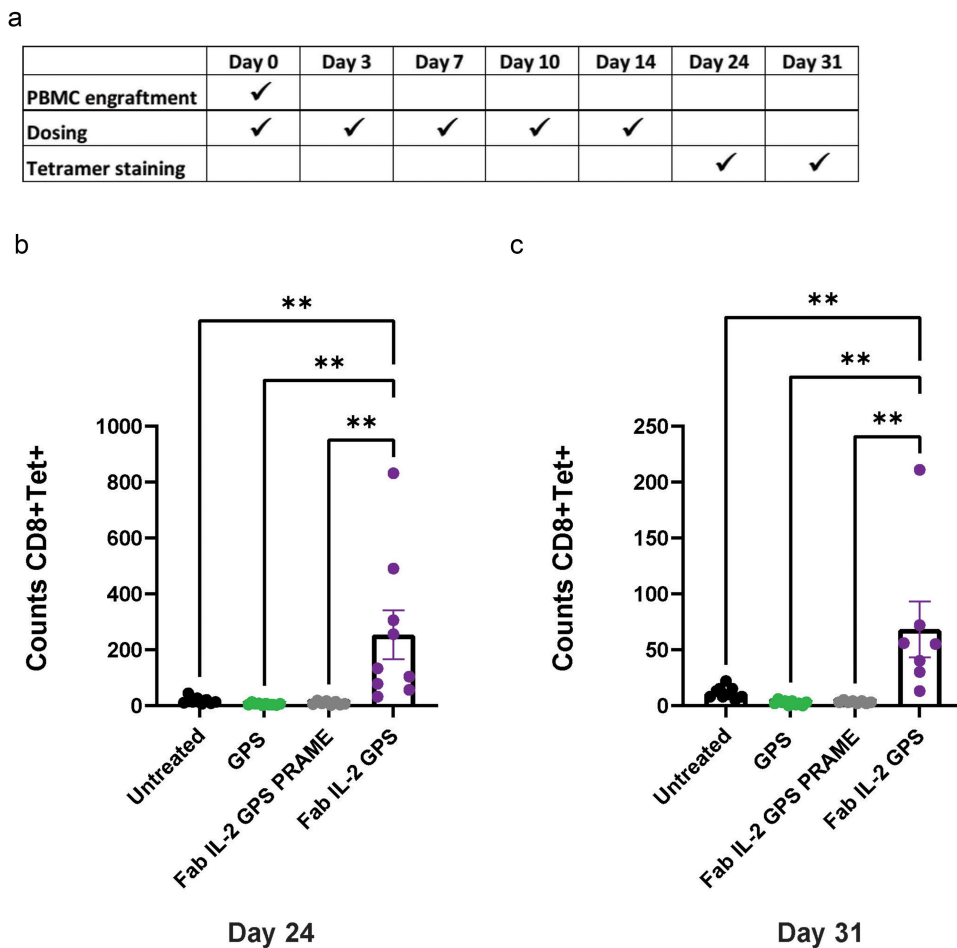 a
Day 0 Day 3 Day 7 Day 10 Day 14 Day 24 Day 31
PBMC engraftment ✓
Dosing ✓ ✓ ✓ ✓ ✓
Tetramer staining ✓ ✓
b
**
**
**
Counts CD8+Tet+
1000
800
600
400
200
0
Untreated
GPS
Fab IL-2 GPS PRAME
Fab IL-2 GPS
Day 24
c
**
**
**
Counts CD8+Tet+
250
200
150
100
50
0
Untreated
GPS
Fab IL-2 GPS PRAME
Fab IL-2 GPS
Day 31